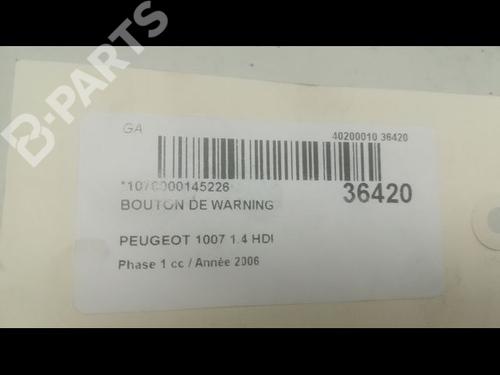 B-PARTS
GA
40200010 36420
*1070000145226
36420
BOUTON DE WARNING
PEUGEOT 1007 1.4 HDI
Phase 1 cc / Année 2006